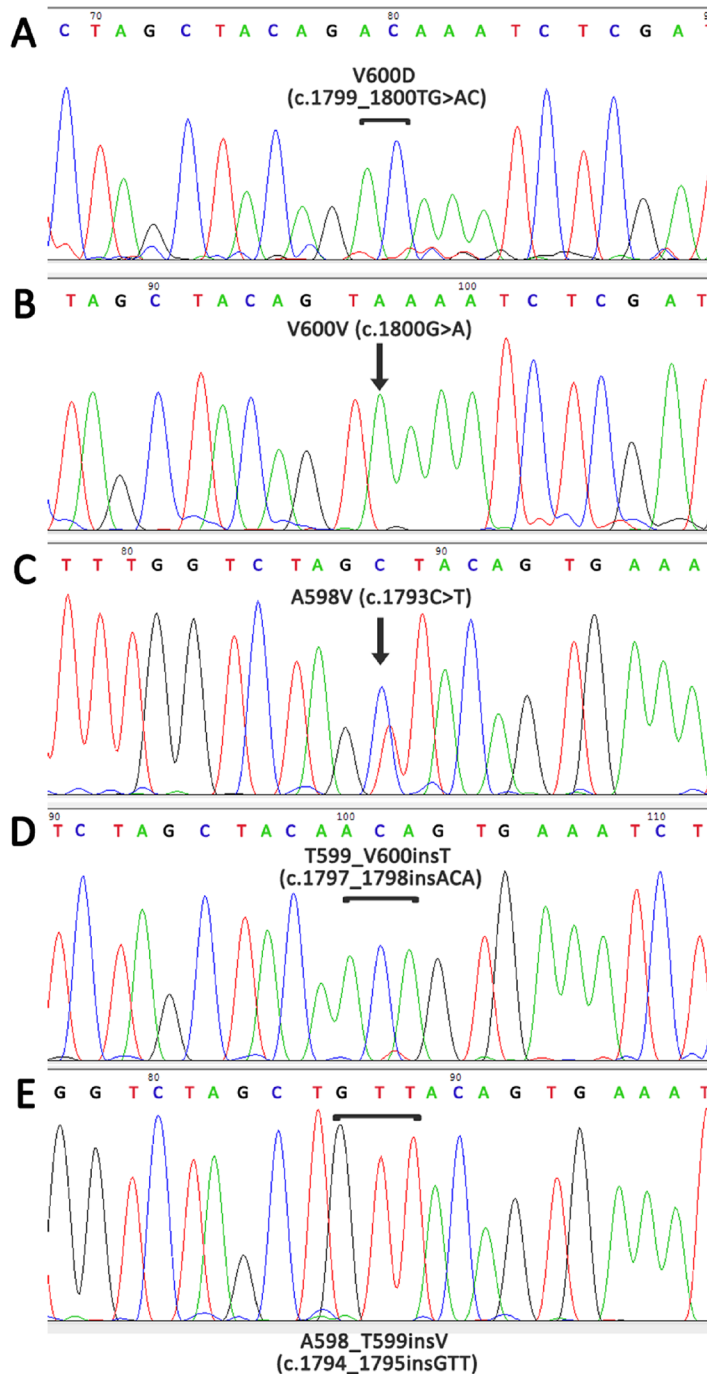 A
70 80 9
C T A G C T A C A G A C A A A T C T C G A T
V600D
(c.1799_1800TG>AC)
B
90 100
T A G C T A C A G T A A A A T C T C G A T
V600V (c.1800G>A)
C
80 90
T T T G G T C T A G C T A C A G T G A A A
A598V (c.1793C>T)
D
90 100 110
T C T A G C T A C A A C A G T G A A A T C T
T599_V600insT
(c.1797_1798insACA)
E
80 90
G G T C T A G C T G T T A C A G T G A A A T
A598_T599insV
(c.1794_1795insGTT)